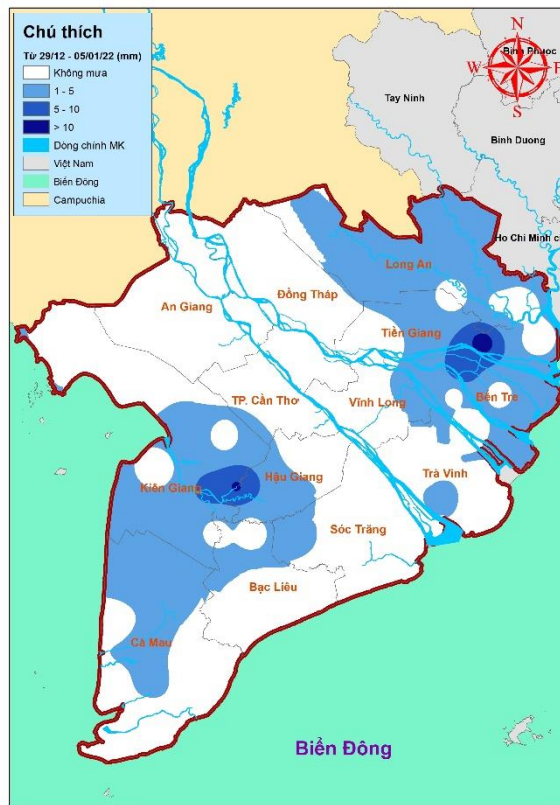 Chú thích
Từ 29/12 - 05/01/22 (mm)
Không mưa
1 - 5
5 - 10
> 10
Dòng chính MK
Việt Nam
Biển Đông
Campuchia
N
W
E
S
Binh Phuoc
Tay Ninh
Binh Duong
Ho Chi Minh c
Long An
Đồng Tháp
An Giang
Tiền Giang
Bến Tre
TP. Cần Thơ
Vĩnh Long
Trà Vinh
Hậu Giang
Kiên Giang
Sóc Trăng
Bạc Liêu
Cà Mau
Biển Đông